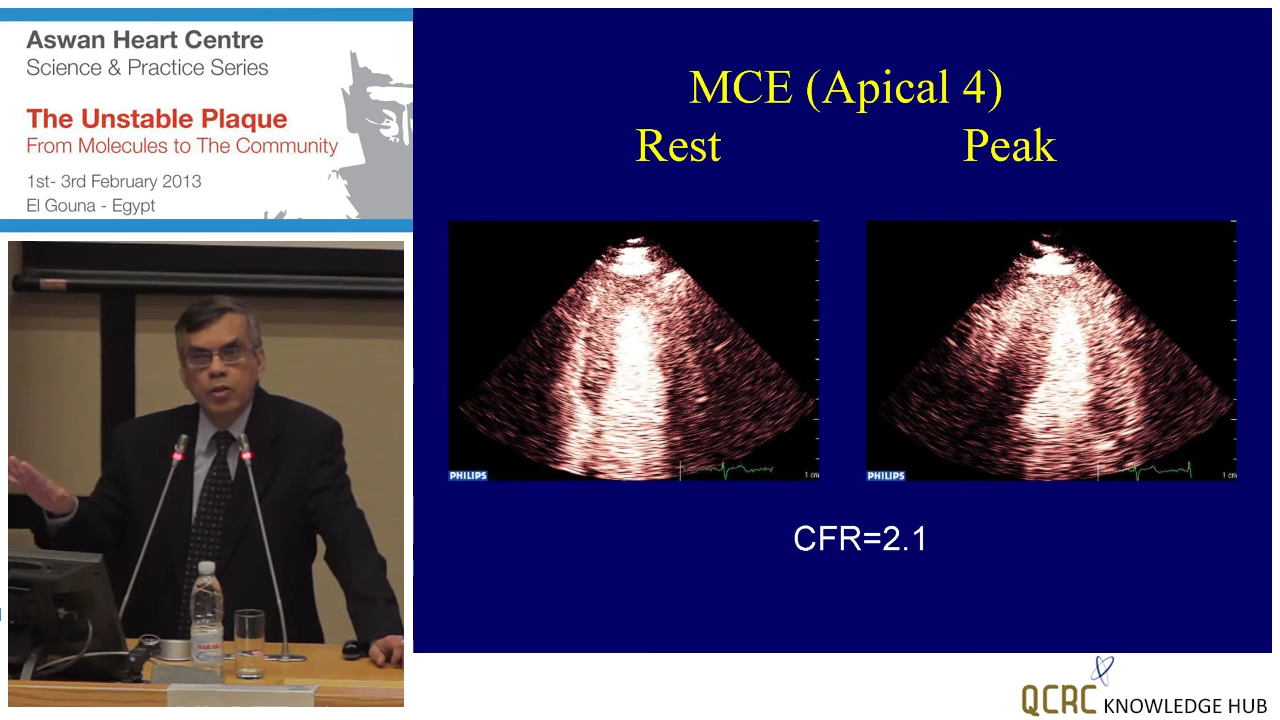 Aswan Heart Centre
Science & Practice Series
The Unstable Plaque
From Molecules to The Community
1st- 3rd February 2013
El Gouna - Egypt
MCE (Apical 4)
Rest Peak
PHILIPS
1 cm
PHILIPS
1 cm
CFR=2.1
QCRC KNOWLEDGE HUB